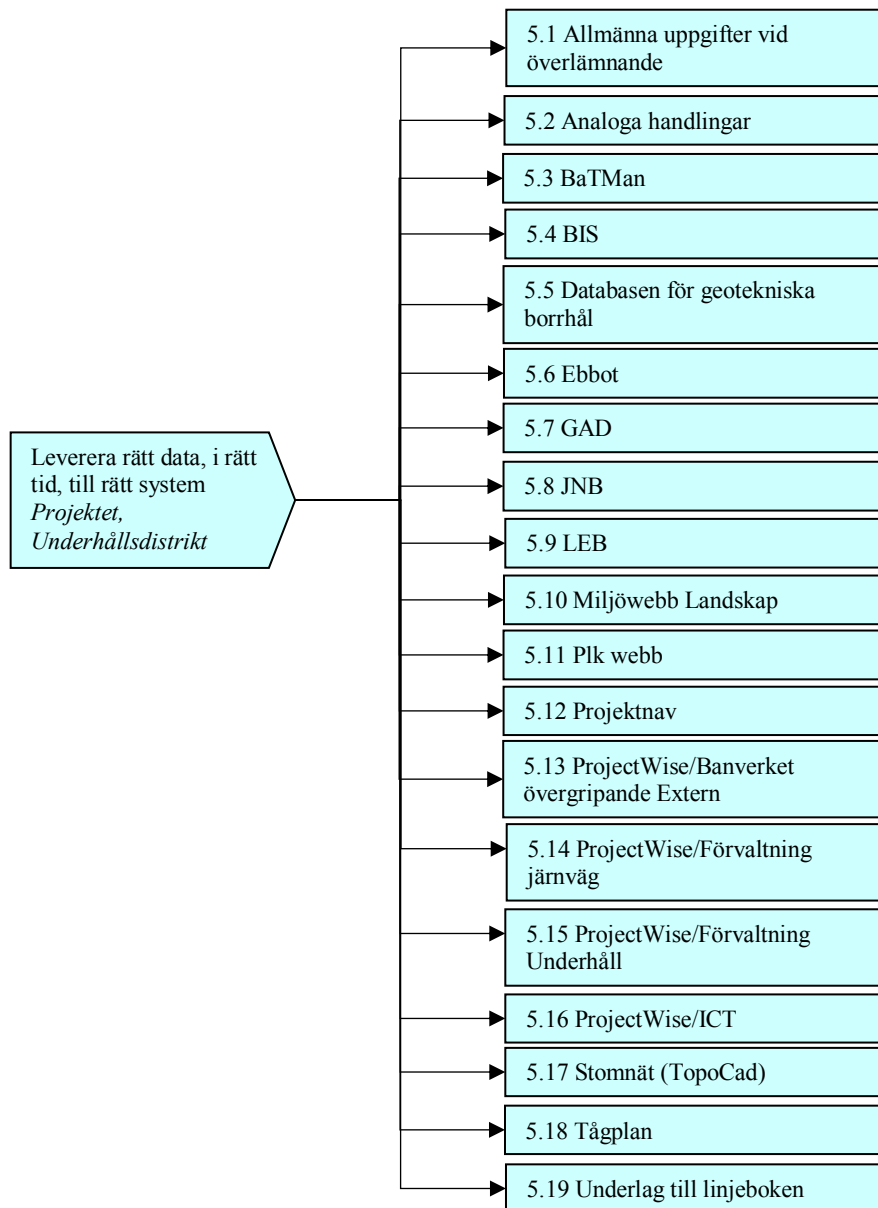 Leverera rätt data, i rätt
tid, till rätt system
Projektet,
Underhållsdistrikt
5.1 Allmänna uppgifter vid
överlämnande
5.2 Analoga handlingar
5.3 BaTMan
5.4 BIS
5.5 Databasen för geotekniska
borrhål
5.6 Ebbot
5.7 GAD
5.8 JNB
5.9 LEB
5.10 Miljöwebb Landskap
5.11 Plk webb
5.12 Projektnav
5.13 ProjectWise/Banverket
övergripande Extern
5.14 ProjectWise/Förvaltning
järnväg
5.15 ProjectWise/Förvaltning
Underhåll
5.16 ProjectWise/ICT
5.17 Stomnät (TopoCad)
5.18 Tågplan
5.19 Underlag till linjeboken